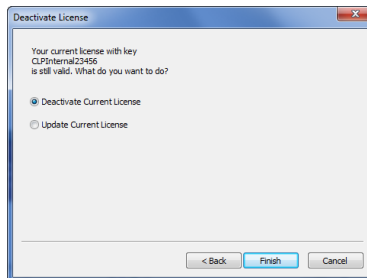 Deactivate License
Your current license with key
CLPInternal23456
is still valid. What do you want to do?
Deactivate Current License
Update Current License
< Back
Finish
Cancel